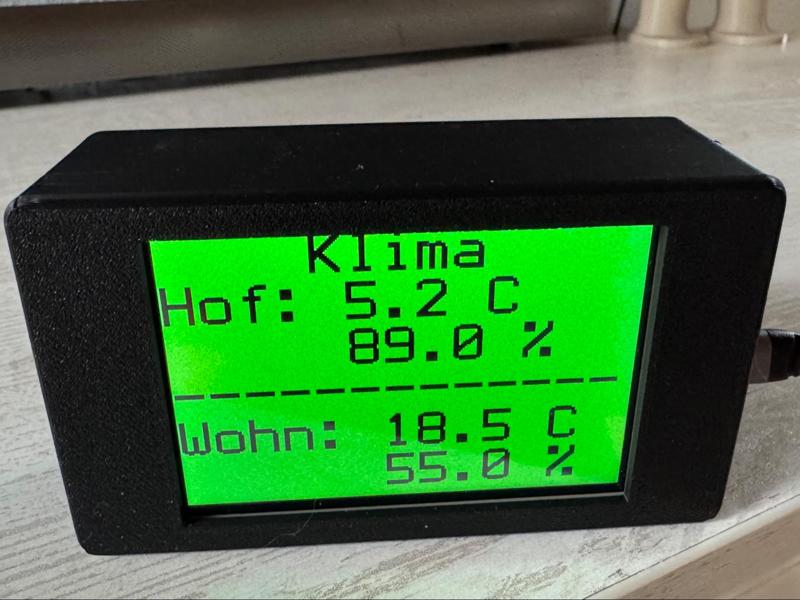 Klima
Hof: 5.2 C
89.0 %
------------
Wohn: 18.5 C
55.0 %